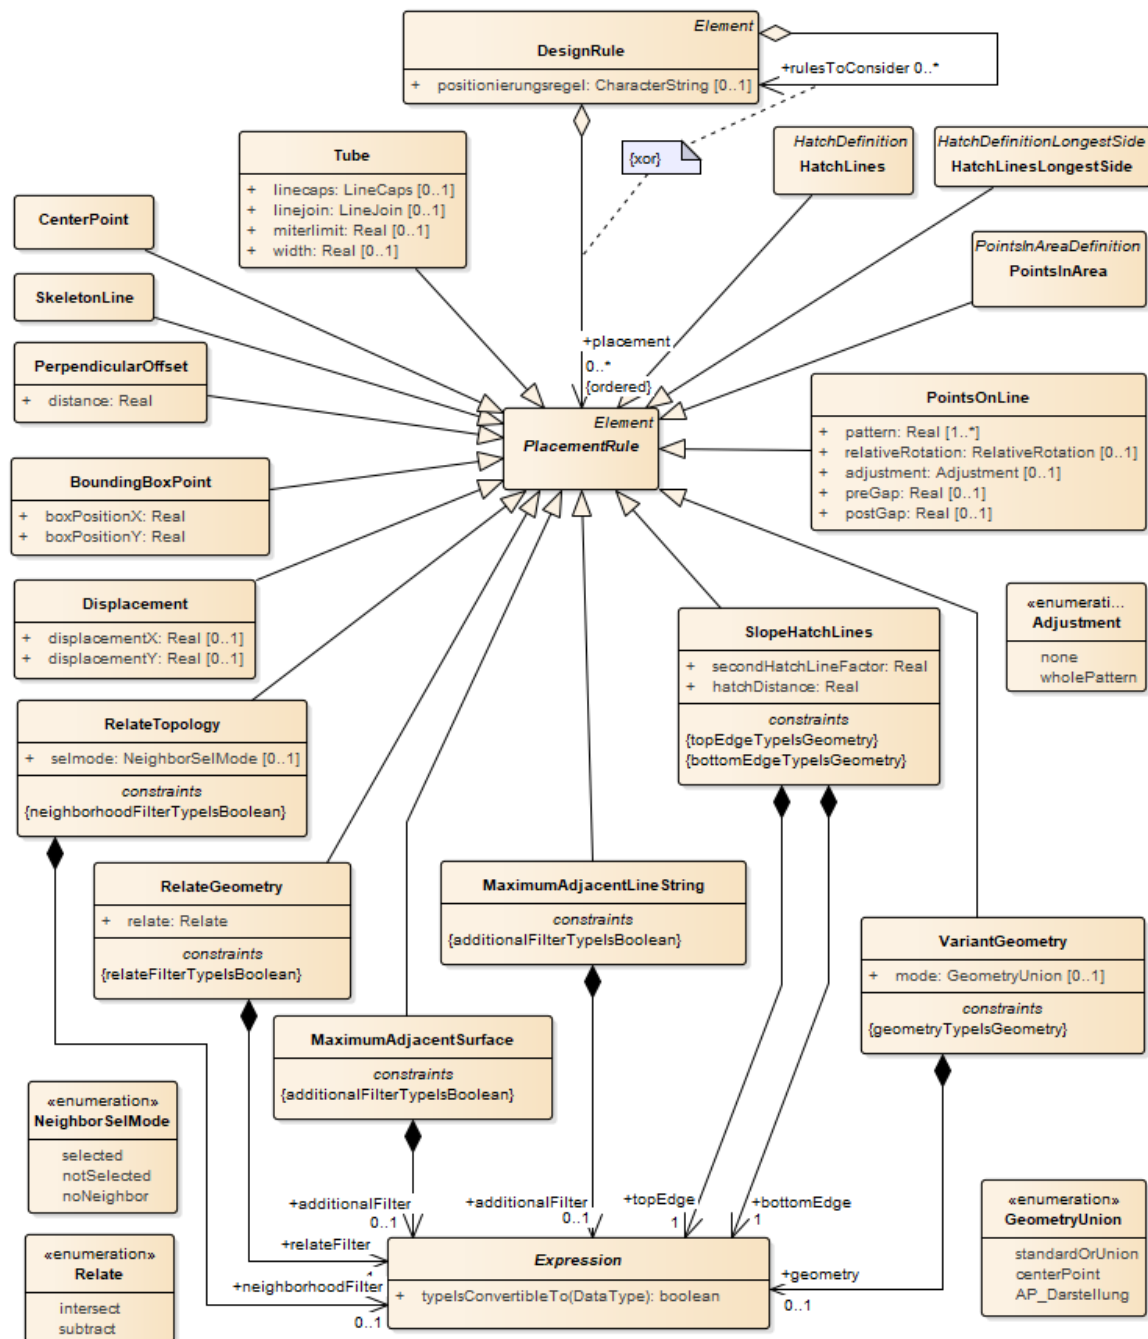 Element
DesignRule
+ positionierungsregel: CharacterString [0..1]
+rulesToConsider 0..*
{xor}
Tube
+ linecaps: LineCaps [0..1]
+ linejoin: LineJoin [0..1]
+ miterlimit: Real [0..1]
+ width: Real [0..1]
HatchDefinition
HatchLines
HatchDefinitionLongestSide
HatchLinesLongestSide
CenterPoint
PointsInAreaDefinition
PointsInArea
SkeletonLine
+placement
0..*
{ordered}
PerpendicularOffset
+ distance: Real
Element
PlacementRule
PointsOnLine
+ pattern: Real [1..*]
+ relativeRotation: RelativeRotation [0..1]
+ adjustment: Adjustment [0..1]
+ preGap: Real [0..1]
+ postGap: Real [0..1]
BoundingBoxPoint
+ boxPositionX: Real
+ boxPositionY: Real
Displacement
+ displacementX: Real [0..1]
+ displacementY: Real [0..1]
«enumerati...
Adjustment
none
wholePattern
SlopeHatchLines
+ secondHatchLineFactor: Real
+ hatchDistance: Real
constraints
{topEdgeTypeIsGeometry}
{bottomEdgeTypeIsGeometry}
RelateTopology
+ selmode: NeighborSelMode [0..1]
constraints
{neighborhoodFilterTypeIsBoolean}
RelateGeometry
+ relate: Relate
constraints
{relateFilterTypeIsBoolean}
MaximumAdjacentLineString
constraints
{additionalFilterTypeIsBoolean}
VariantGeometry
+ mode: GeometryUnion [0..1]
constraints
{geometryTypeIsGeometry}
MaximumAdjacentSurface
constraints
{additionalFilterTypeIsBoolean}
«enumeration»
NeighborSelMode
selected
notSelected
noNeighbor
+additionalFilter
0..1
+additionalFilter
0..1
+topEdge
1
+bottomEdge
1
+relateFilter
+neighborhoodFilter
0..1
+geometry
0..1
Expression
+ typeIsConvertibleTo(DataType): boolean
«enumeration»
GeometryUnion
standardOrUnion
centerPoint
AP_Darstellung
«enumeration»
Relate
intersect
subtract